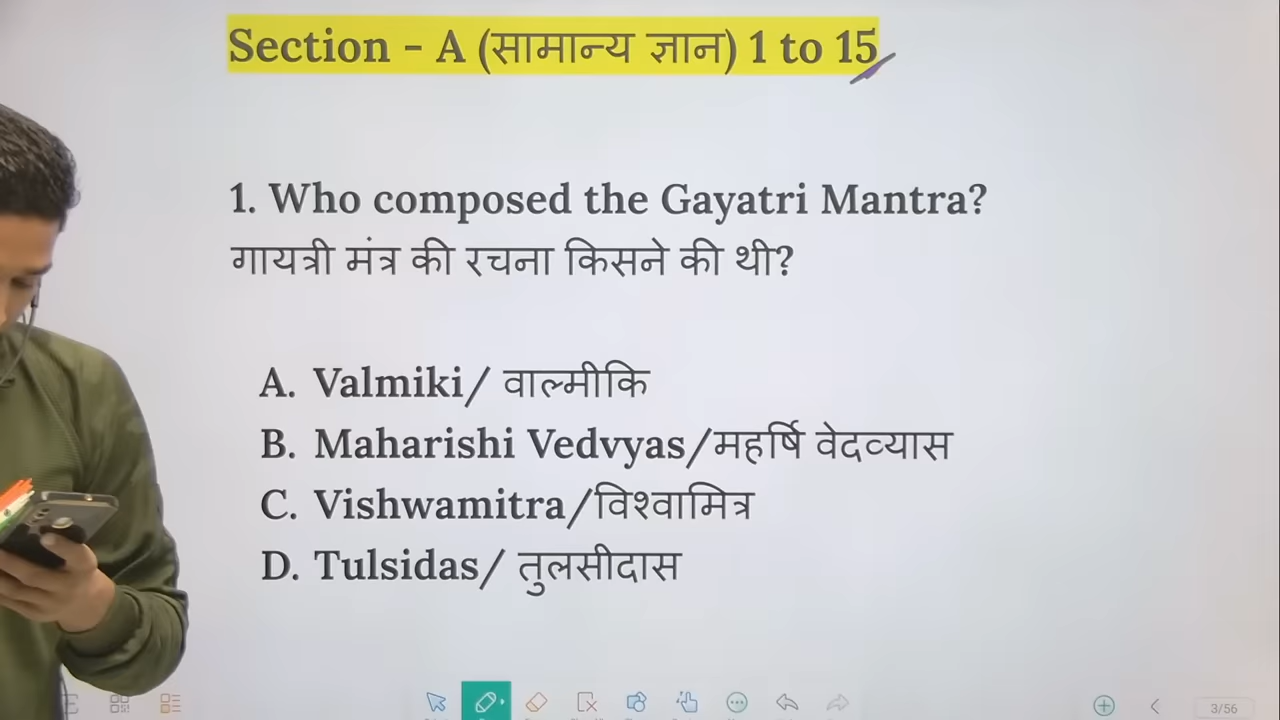 Section - A (सामान्य ज्ञान) 1 to 15
1. Who composed the Gayatri Mantra?
गायत्री मंत्र की रचना किसने की थी?
A. Valmiki/ वाल्मीकि
B. Maharishi Vedvyas/महर्षि वेदव्यास
C. Vishwamitra/विश्वामित्र
D. Tulsidas/ तुलसीदास
3/56